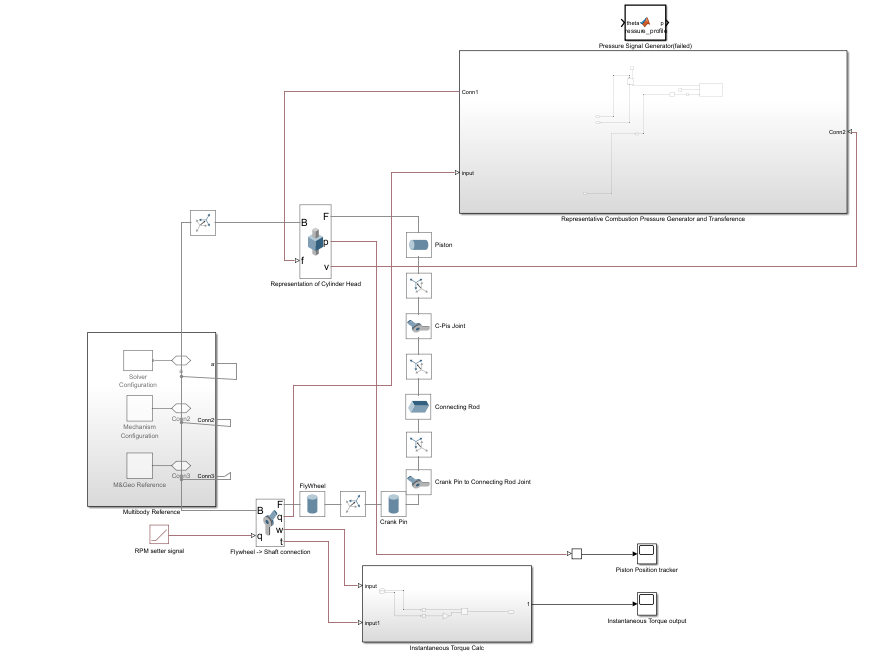 theta
p
ressure_profile
Pressure Signal Generator(failed)
Conn1
Conn2
input
Representative Combustion Pressure Generator and Transference
B
F
p
f
v
Representation of Cylinder Head
Piston
C-Pis Joint
Connecting Rod
Crank Pin to Connecting Rod Joint
Solver
Configuration
a
Mechanism
Configuration
Conn2
Conn2
M&Geo Reference
Conn3
Conn3
Multibody Reference
FlyWheel
Crank Pin
B
F
q
w
q
t
Flywheel -> Shaft connection
RPM setter signal
Piston Position tracker
input
input1
1
Instantaneous Torque Calc
Instantaneous Torque output